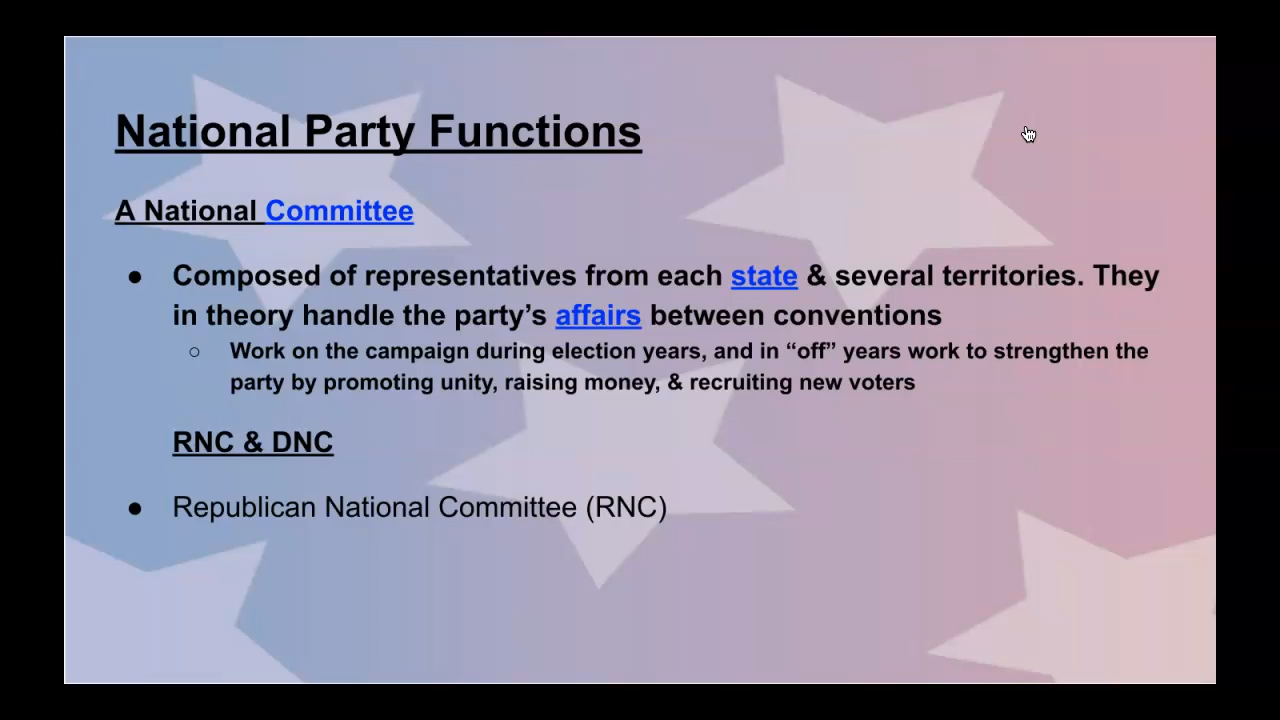 National Party Functions
A National Committee
● Composed of representatives from each state & several territories. They
in theory handle the party’s affairs between conventions
○ Work on the campaign during election years, and in “off” years work to strengthen the
party by promoting unity, raising money, & recruiting new voters
RNC & DNC
● Republican National Committee (RNC)